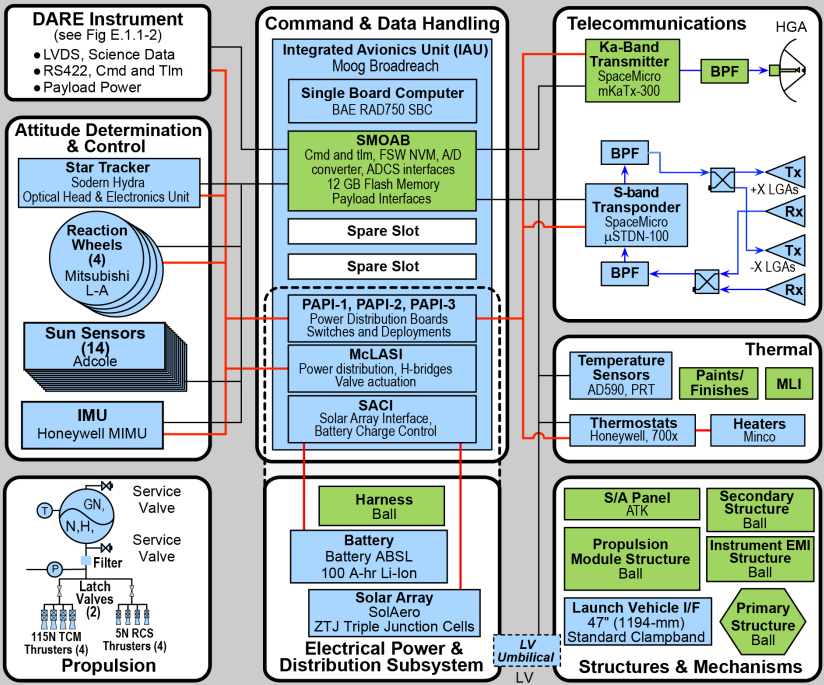 DARE Instrument
(see Fig E.1.1-2)
● LVDS, Science Data
● RS422, Cmd and Tlm
● Payload Power
Attitude Determination
& Control
Star Tracker
Sodern Hydra
Optical Head & Electronics Unit
Reaction
Wheels
(4)
Mitsubishi
L-A
Sun Sensors
(14)
Adcole
IMU
Honeywell MIMU
GN,
N,H,
T
P
Service
Valve
Service
Valve
Filter
Latch
Valves
(2)
115N TCM
Thrusters (4)
5N RCS
Thrusters (4)
Propulsion
Command & Data Handling
Integrated Avionics Unit (IAU)
Moog Broadreach
Single Board Computer
BAE RAD750 SBC
SMOAB
Cmd and tlm, FSW NVM, A/D
converter, ADCS interfaces
12 GB Flash Memory
Payload Interfaces
Spare Slot
Spare Slot
PAPI-1, PAPI-2, PAPI-3
Power Distribution Boards
Switches and Deployments
McLASI
Power distribution, H-bridges
Valve actuation
SACI
Solar Array Interface,
Battery Charge Control
Harness
Ball
Battery
Battery ABSL
100 A-hr Li-Ion
Solar Array
SolAero
ZTJ Triple Junction Cells
Electrical Power &
Distribution Subsystem
LV
Umbilical
LV
Telecommunications
Ka-Band
Transmitter
SpaceMicro
mKaTx-300
BPF
HGA
BPF
S-band
Transponder
SpaceMicro
µSTDN-100
BPF
Tx
+X LGAs
Rx
Tx
-X LGAs
Rx
Thermal
Temperature
Sensors
AD590, PRT
Paints/
Finishes
MLI
Thermostats
Honeywell, 700x
Heaters
Minco
S/A Panel
ATK
Secondary
Structure
Ball
Propulsion
Module Structure
Ball
Instrument EMI
Structure
Ball
Launch Vehicle I/F
47" (1194-mm)
Standard Clampband
Primary
Structure
Ball
Structures & Mechanisms